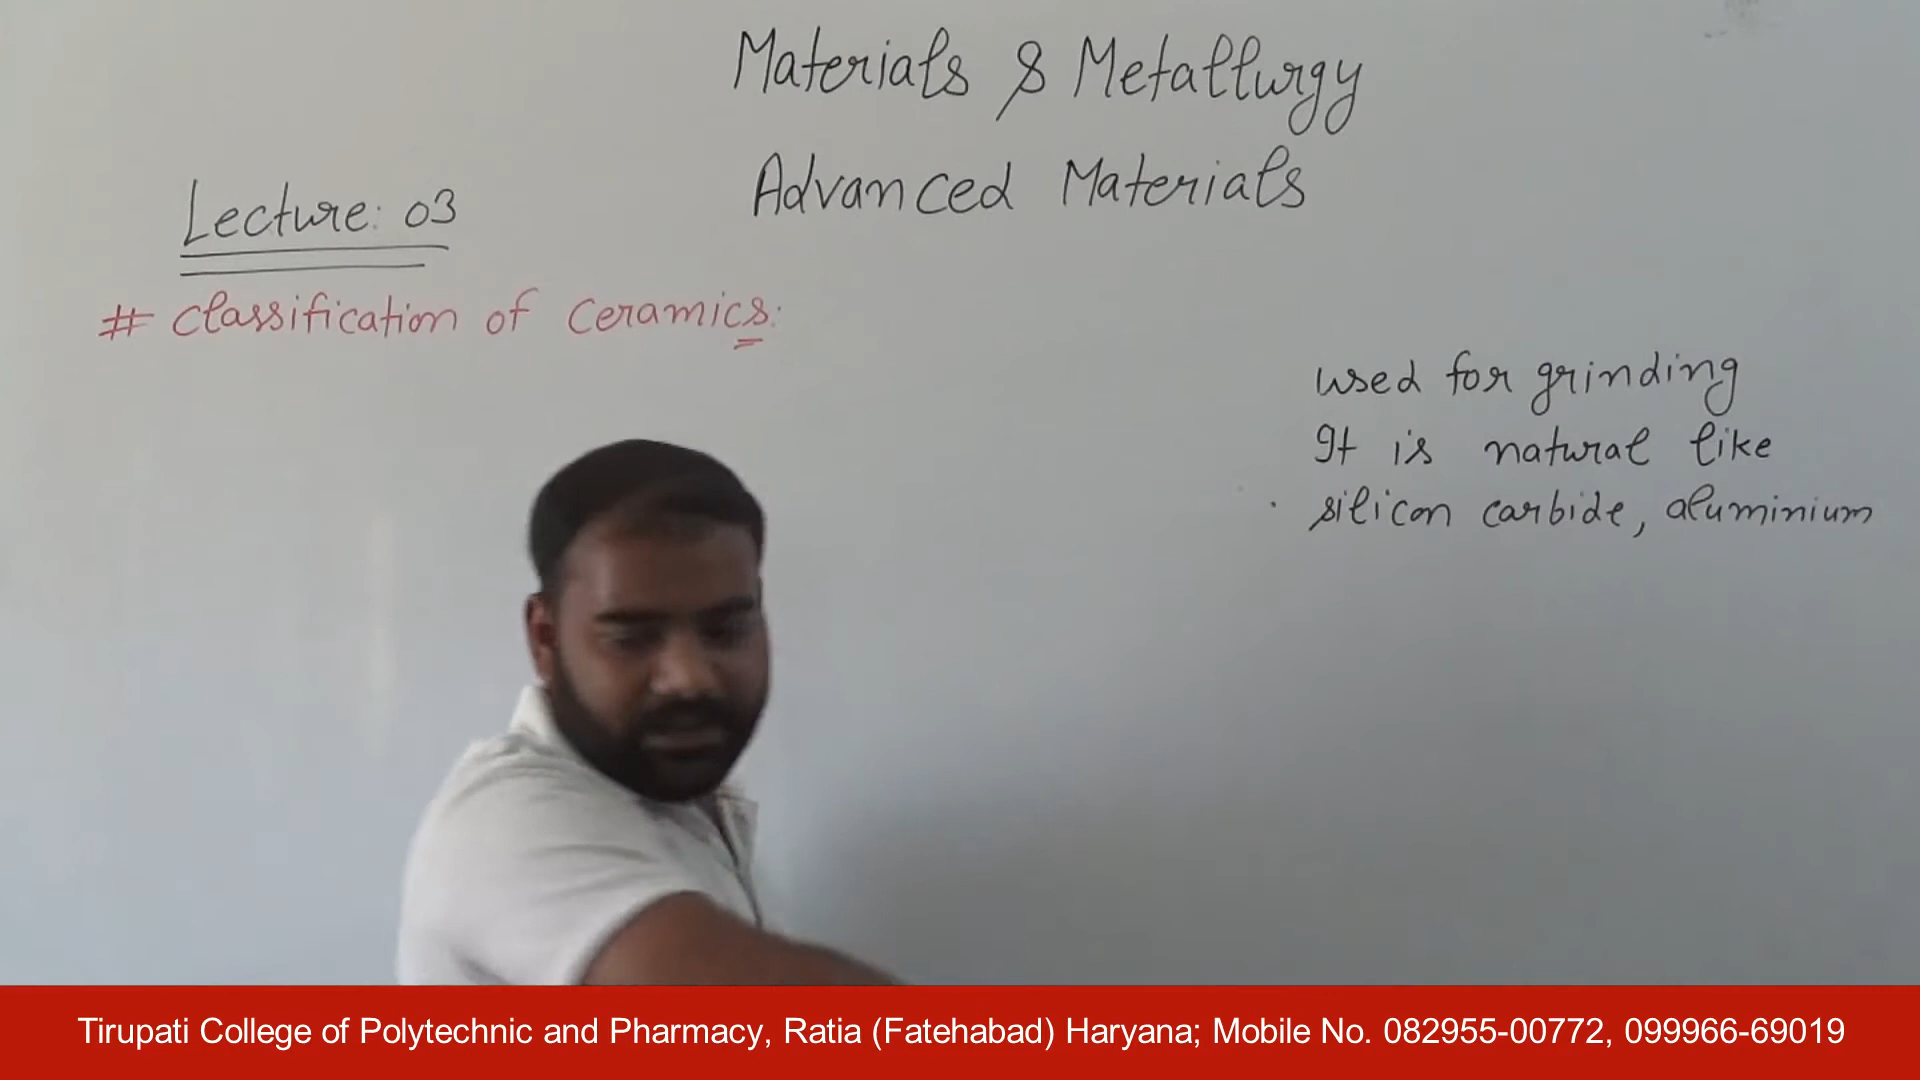 Materials & Metallurgy
Advanced Materials
Lecture: 03
# Classification of Ceramics:
used for grinding
It is natural like
silicon carbide, aluminium
Tirupati College of Polytechnic and Pharmacy, Ratia (Fatehabad) Haryana; Mobile No. 082955-00772, 099966-69019